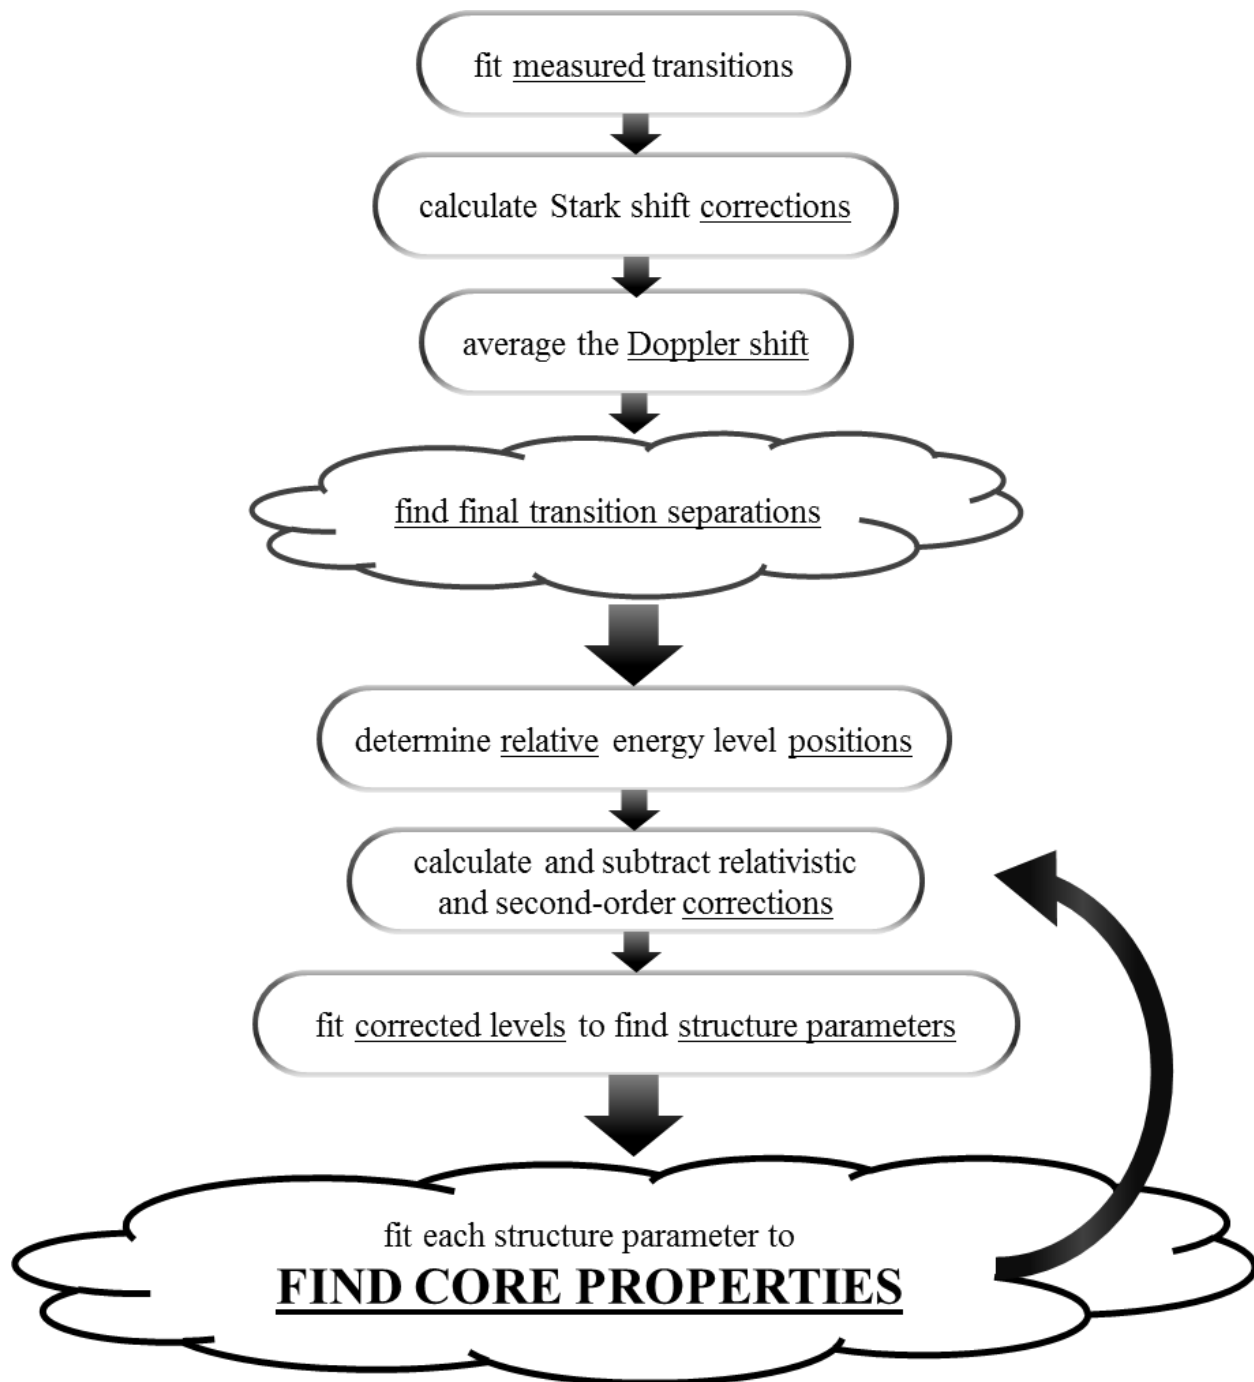 fit measured transitions
calculate Stark shift corrections
average the Doppler shift
find final transition separations
determine relative energy level positions
calculate and subtract relativistic
and second-order corrections
fit corrected levels to find structure parameters
fit each structure parameter to
FIND CORE PROPERTIES